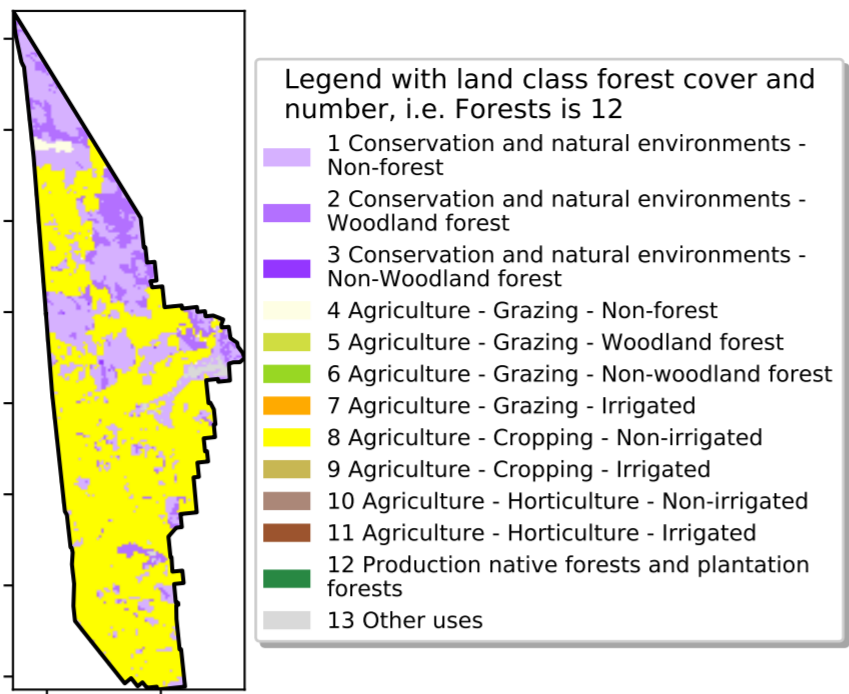 Legend with land class forest cover and
number, i.e. Forests is 12
1 Conservation and natural environments -
Non-forest
2 Conservation and natural environments -
Woodland forest
3 Conservation and natural environments -
Non-Woodland forest
4 Agriculture - Grazing - Non-forest
5 Agriculture - Grazing - Woodland forest
6 Agriculture - Grazing - Non-woodland forest
7 Agriculture - Grazing - Irrigated
8 Agriculture - Cropping - Non-irrigated
9 Agriculture - Cropping - Irrigated
10 Agriculture - Horticulture - Non-irrigated
11 Agriculture - Horticulture - Irrigated
12 Production native forests and plantation
forests
13 Other uses